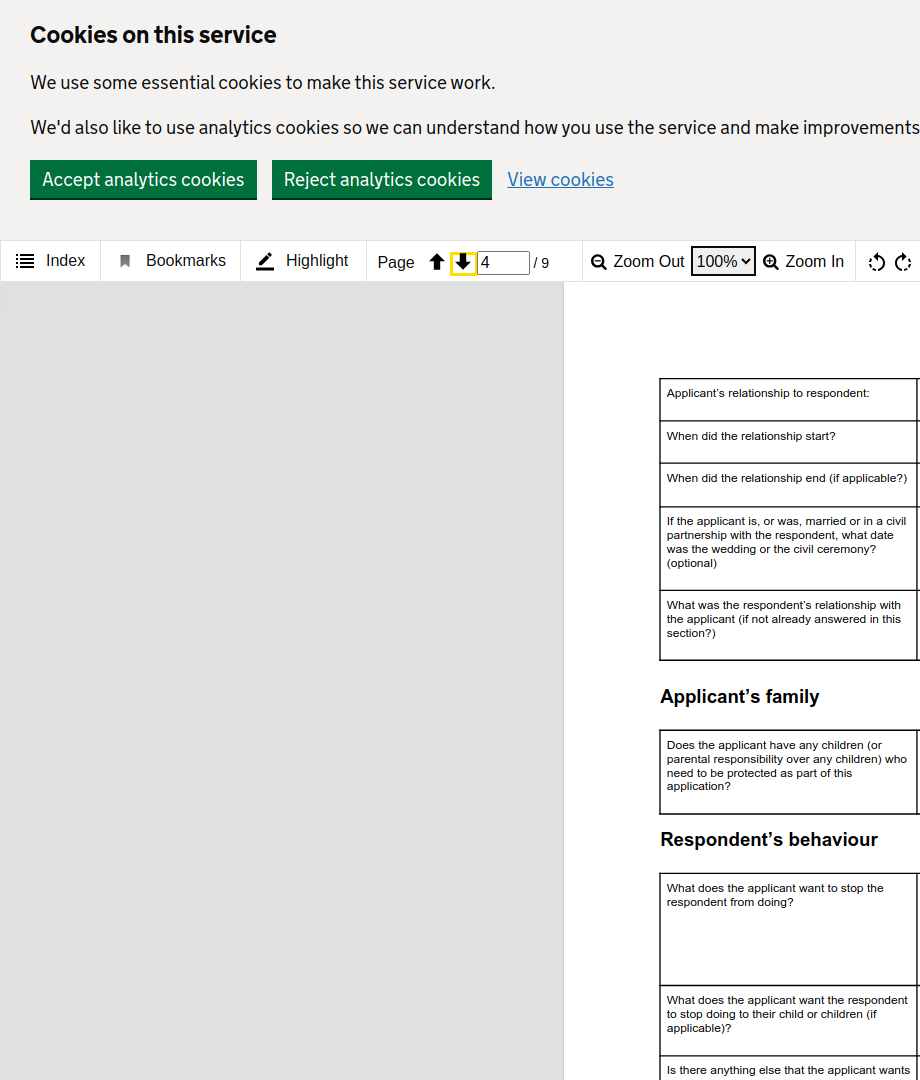 Cookies on this service
We use some essential cookies to make this service work.
We'd also like to use analytics cookies so we can understand how you use the service and make improvements
Accept analytics cookies Reject analytics cookies View cookies
Index Bookmarks Highlight Page 4 / 9 Zoom Out 100% Zoom In
Applicant's relationship to respondent:
When did the relationship start?
When did the relationship end (if applicable?)
If the applicant is, or was, married or in a civil
partnership with the respondent, what date
was the wedding or the civil ceremony?
(optional)
What was the respondent's relationship with
the applicant (if not already answered in this
section?)
Applicant's family
Does the applicant have any children (or
parental responsibility over any children) who
need to be protected as part of this
application?
Respondent's behaviour
What does the applicant want to stop the
respondent from doing?
What does the applicant want the respondent
to stop doing to their child or children (if
applicable)?
Is there anything else that the applicant wants